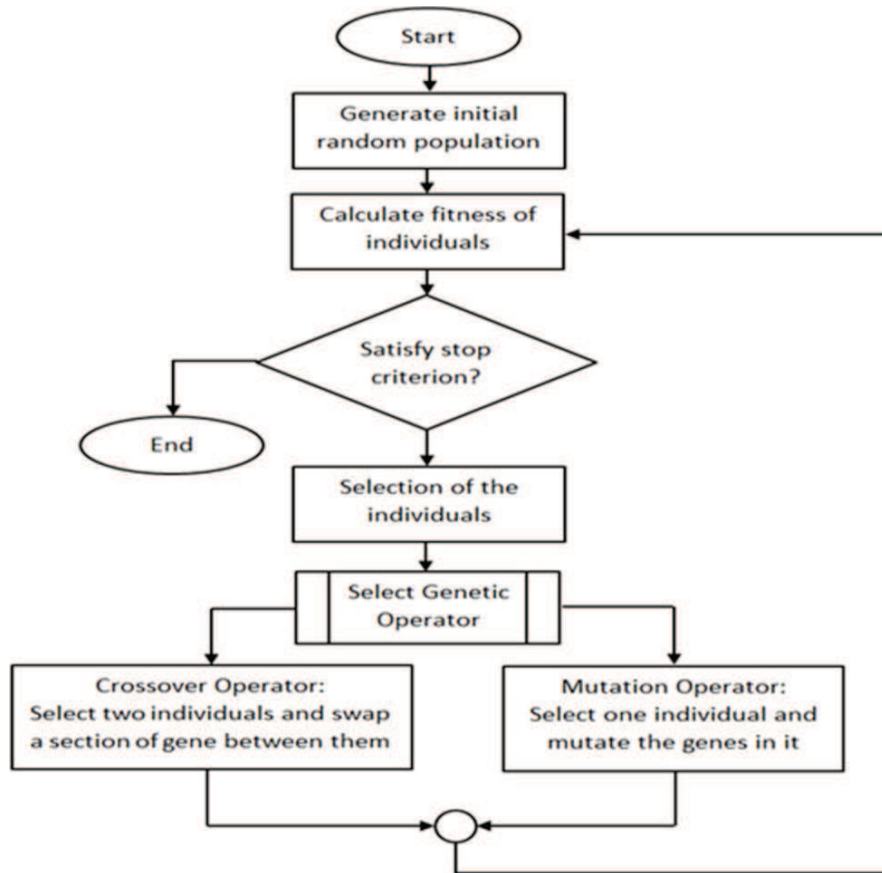 Start
Generate initial
random population
Calculate fitness of
individuals
Satisfy stop
criterion?
End
Selection of the
individuals
Select Genetic
Operator
Crossover Operator:
Select two individuals and swap
a section of gene between them
Mutation Operator:
Select one individual and
mutate the genes in it